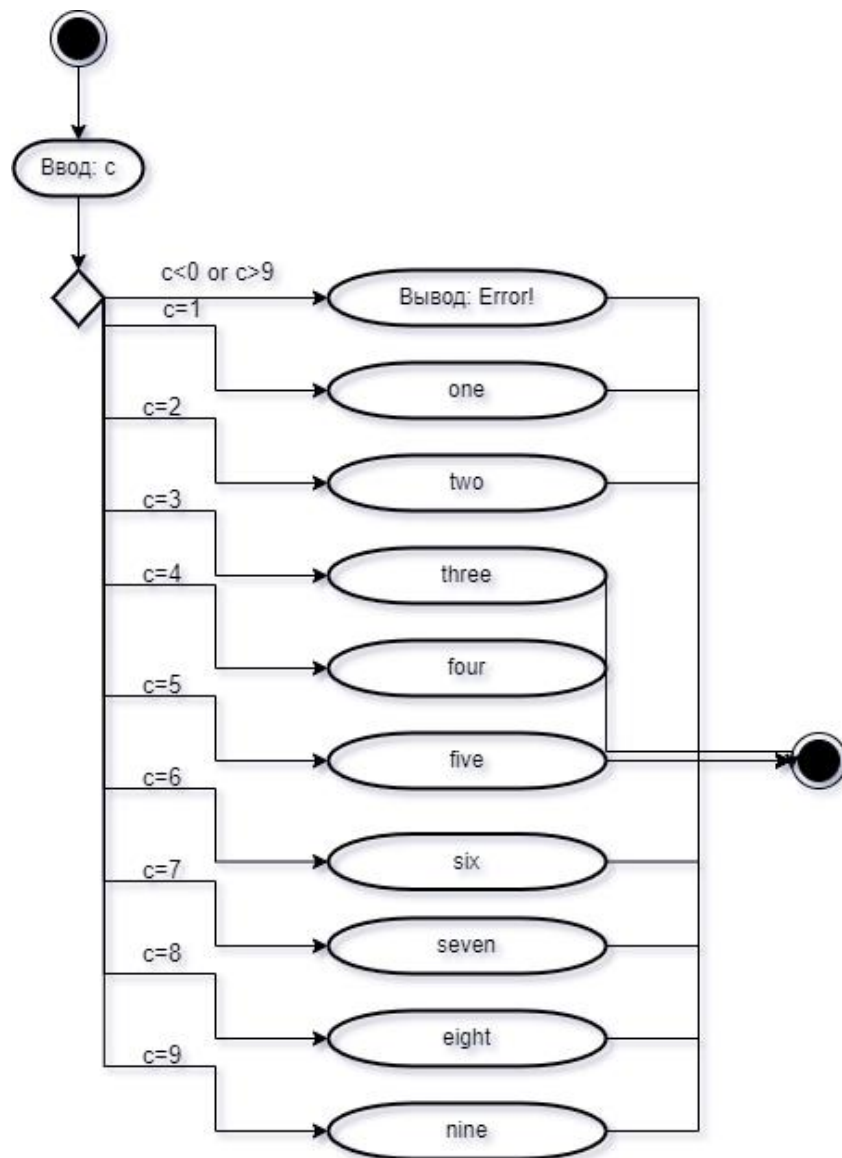 Ввод: c
c<0 or c>9
Вывод: Error!
c=1
one
c=2
two
c=3
three
c=4
four
c=5
five
c=6
six
c=7
seven
c=8
eight
c=9
nine